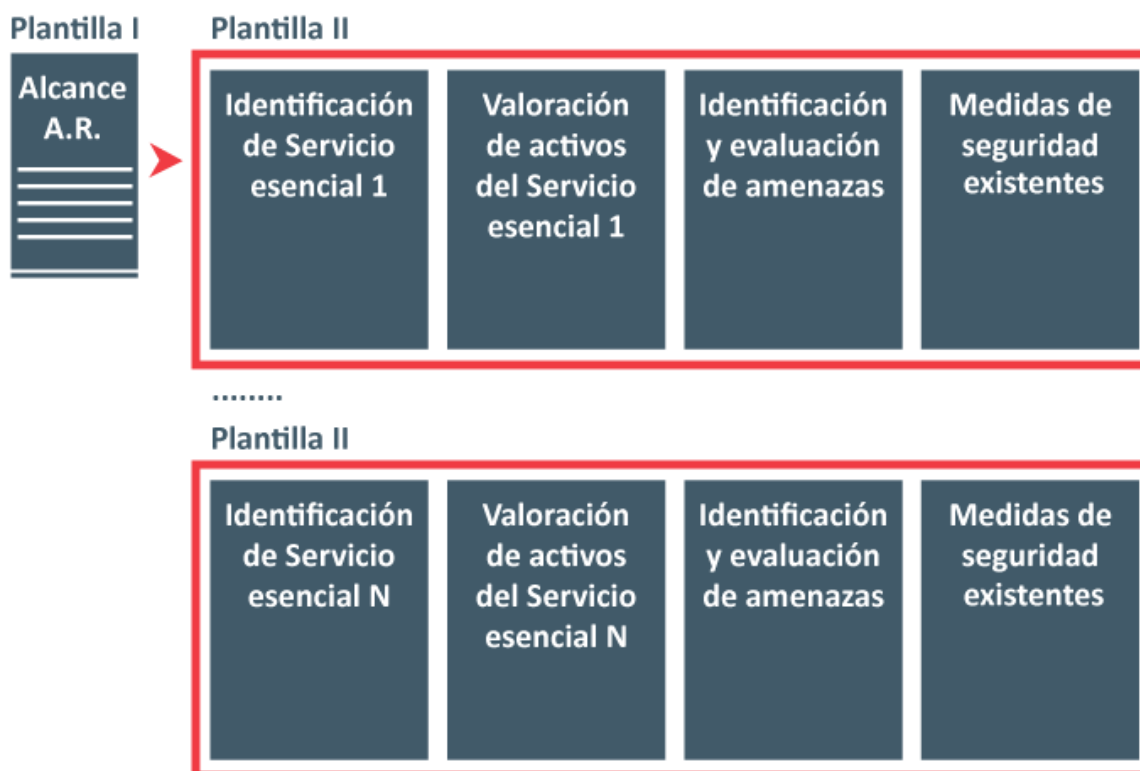 Plantilla I
Alcance
A.R.
Plantilla II
Identificación
de Servicio
esencial 1
Valoración
de activos
del Servicio
esencial 1
Identificación
y evaluación
de amenazas
Medidas de
seguridad
existentes
........
Plantilla II
Identificación
de Servicio
esencial N
Valoración
de activos
del Servicio
esencial N
Identificación
y evaluación
de amenazas
Medidas de
seguridad
existentes